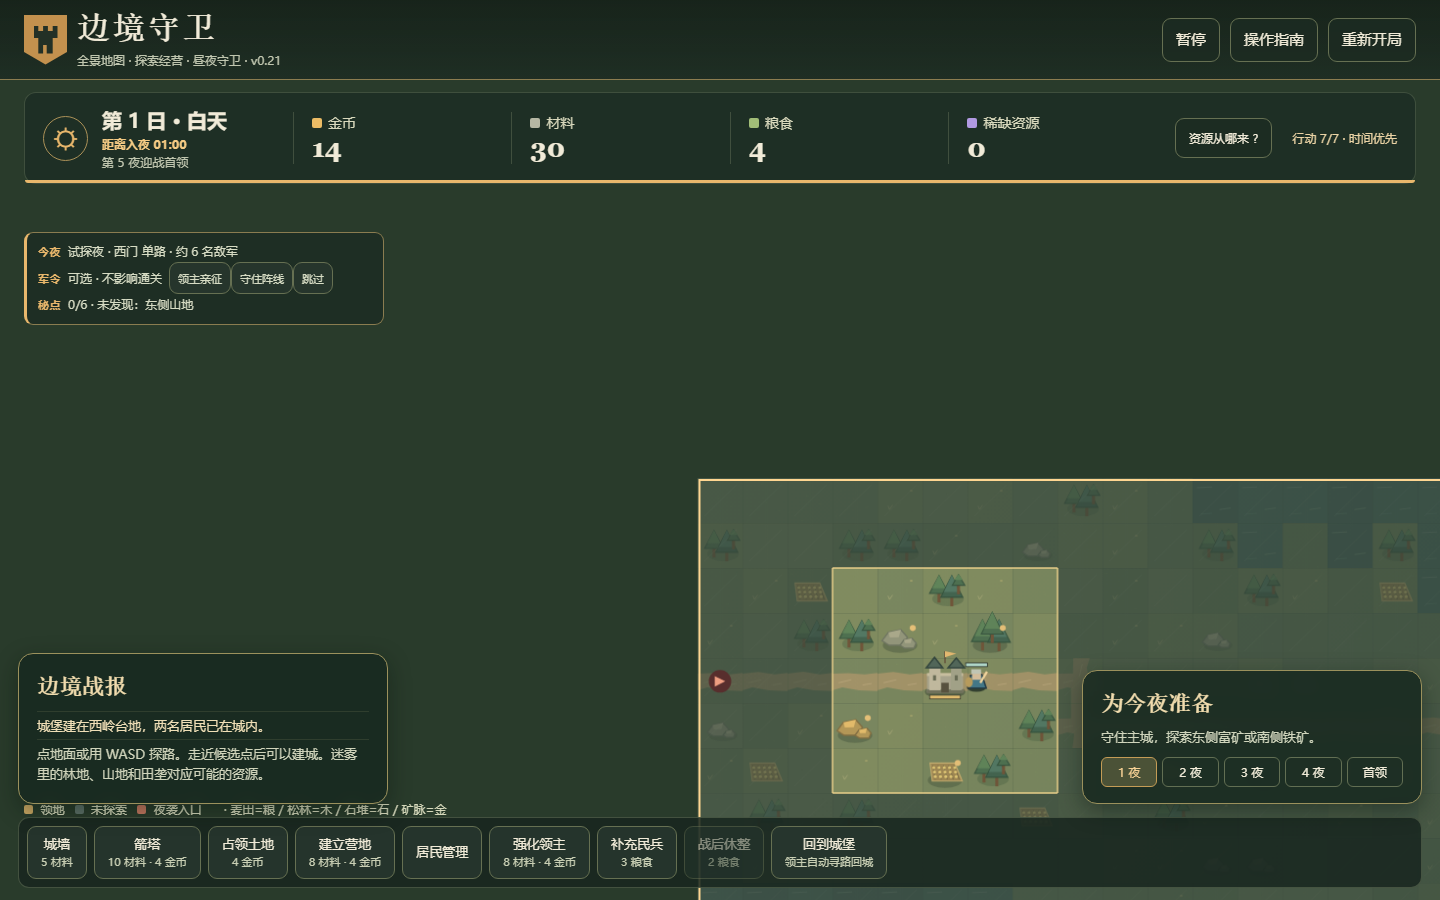 边境守卫
全景地图 · 探索经营 · 昼夜守卫 · v0.21
暂停
操作指南
重新开局
第 1 日 · 白天
距离入夜 01:00
第 5 夜迎战首领
金币
14
材料
30
粮食
4
稀缺资源
0
资源从哪来？
行动 7/7 · 时间优先
今夜 试探夜 · 西门 单路 · 约 6 名敌军
军令 可选 · 不影响通关 领主亲征 守住阵线 跳过
秘点 0/6 · 未发现：东侧山地
边境战报
城堡建在西岭台地，两名居民已在城内。
点地面或用 WASD 探路。走近候选点后可以建城。迷雾
里的林地、山地和田垄对应可能的资源。
为今夜准备
守住主城，探索东侧富矿或南侧铁矿。
1 夜
2 夜
3 夜
4 夜
首领
领地 未探索 夜袭入口 · 麦田=粮 / 松林=木 / 石堆=石 / 矿脉=金
城墙
5 材料
箭塔
10 材料 · 4 金币
占领土地
4 金币
建立营地
8 材料 · 4 金币
居民管理
强化领主
8 材料 · 4 金币
补充民兵
3 粮食
战后休整
2 粮食
回到城堡
领主自动寻路回城